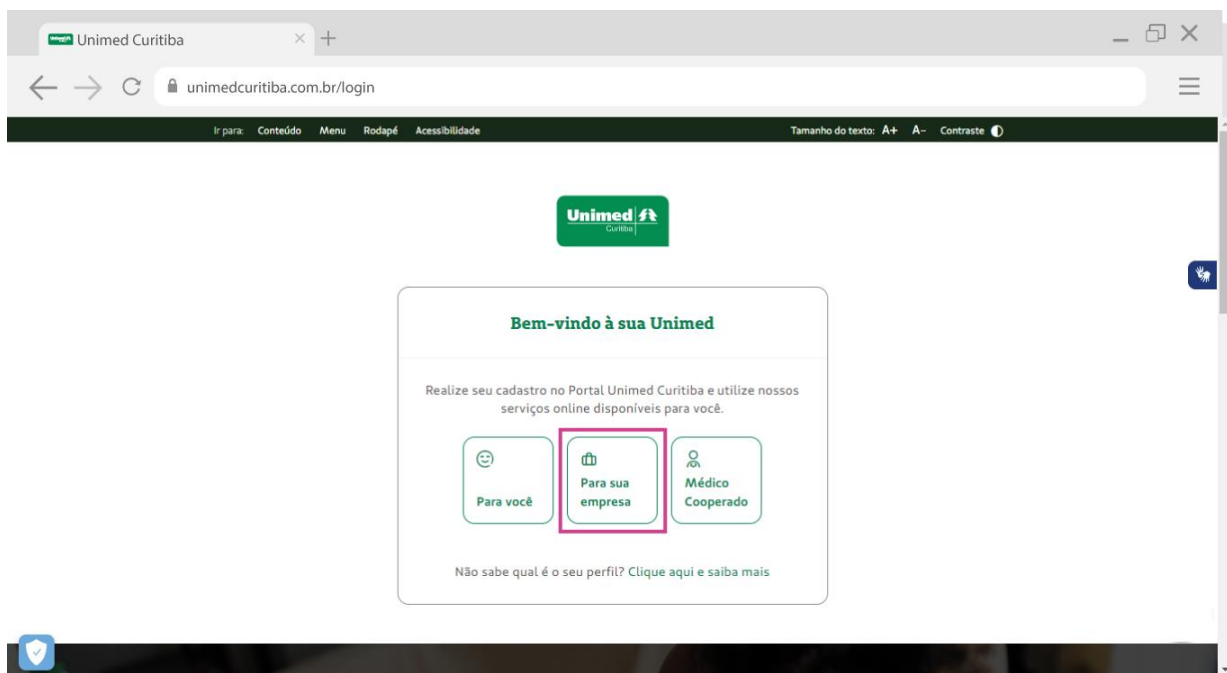 Unimed Curitiba
unimedcuritiba.com.br/login
Ir para: Conteúdo Menu Rodapé Acessibilidade Tamanho do texto: A+ A- Contraste
Unimed
Curitiba
Bem-vindo à sua Unimed
Realize seu cadastro no Portal Unimed Curitiba e utilize nossos
serviços online disponíveis para você.
Para você
Para sua
empresa
Médico
Cooperado
Não sabe qual é o seu perfil? Clique aqui e saiba mais